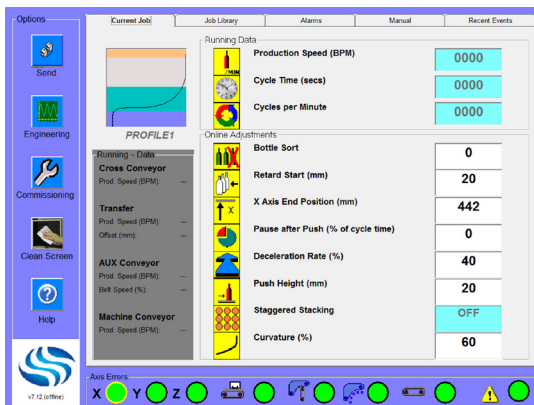 Options
Current Job
Job Library
Alarms
Manual
Recent Events
Send
Engineering
Commissioning
Clean Screen
Help
v7.12 (offline)
PROFILE1
Running - Data
Cross Conveyor
Prod. Speed (BPM): ---
Transfer
Prod. Speed (BPM): ---
Offset (mm): ---
AUX Conveyor
Prod. Speed (BPM): ---
Belt Speed (%): ---
Machine Conveyor
Prod. Speed (BPM): ---
Running Data
/MIN
Production Speed (BPM) 0000
Cycle Time (secs) 0000
Cycles per Minute 0000
Online Adjustments
Bottle Sort 0
Retard Start (mm) 20
X
X Axis End Position (mm) 442
Pause after Push (% of cycle time) 0
Deceleration Rate (%) 40
Push Height (mm) 20
Staggered Stacking OFF
Curvature (%) 60
Axis Errors
X Y Z